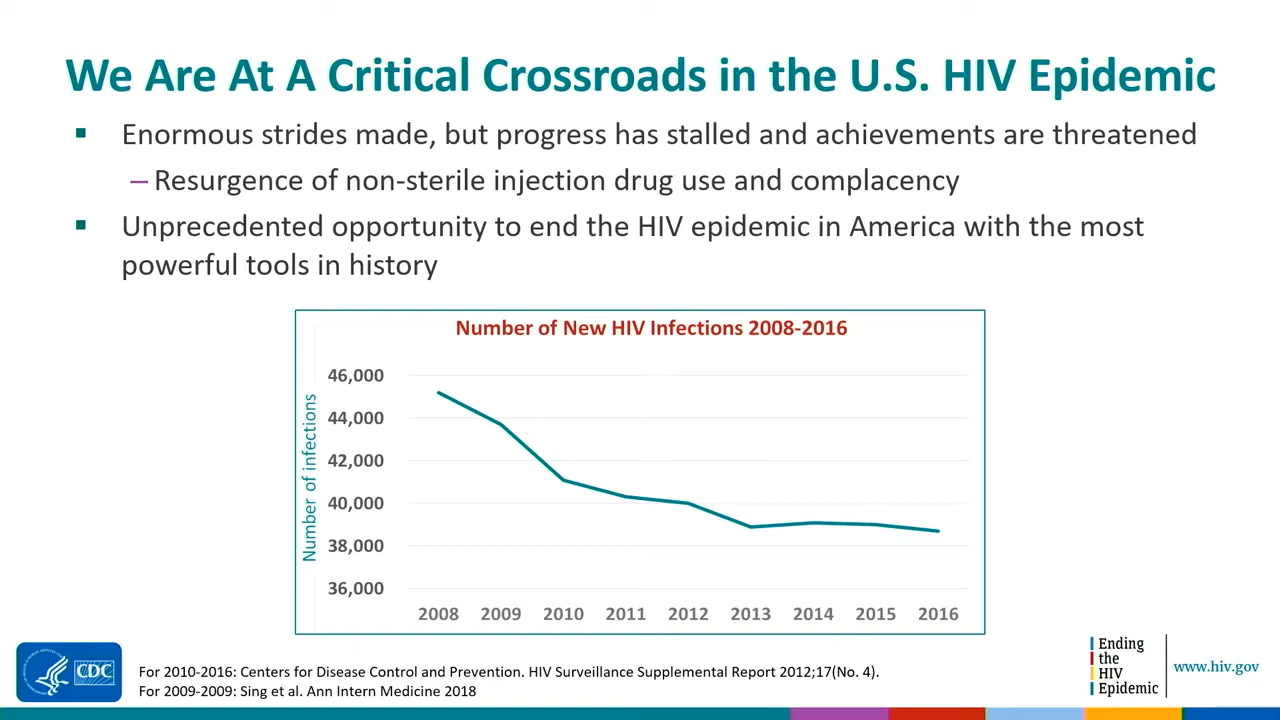 We Are At A Critical Crossroads in the U.S. HIV Epidemic
▪ Enormous strides made, but progress has stalled and achievements are threatened
– Resurgence of non-sterile injection drug use and complacency
▪ Unprecedented opportunity to end the HIV epidemic in America with the most
powerful tools in history
Number of New HIV Infections 2008-2016
Number of infections
46,000
44,000
42,000
40,000
38,000
36,000
2008 2009 2010 2011 2012 2013 2014 2015 2016
CDC
For 2010-2016: Centers for Disease Control and Prevention. HIV Surveillance Supplemental Report 2012;17(No. 4).
For 2009-2009: Sing et al. Ann Intern Medicine 2018
Ending
the
HIV
Epidemic
www.hiv.gov